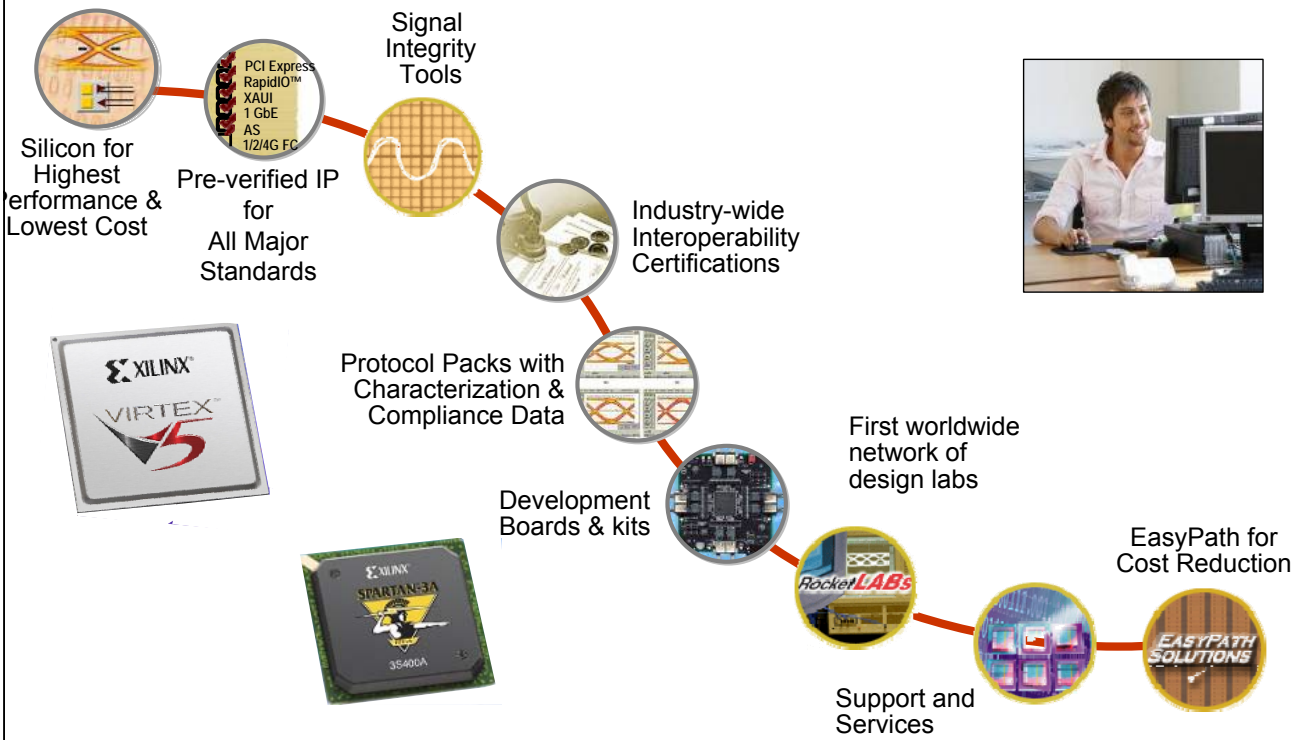 Silicon for
Highest
Performance &
Lowest Cost
PCI Express
RapidIO™
XAUI
1 GbE
AS
1/2/4G FC
Pre-verified IP
for
All Major
Standards
Signal
Integrity
Tools
Industry-wide
Interoperability
Certifications
Protocol Packs with
Characterization &
Compliance Data
Development
Boards & kits
First worldwide
network of
design labs
RocketLABs
Support and
Services
EasyPath for
Cost Reduction
EASYPATH
SOLUTIONS
XILINX®
VIRTEX™
5
XILINX®
SPARTAN-3A
3S400A